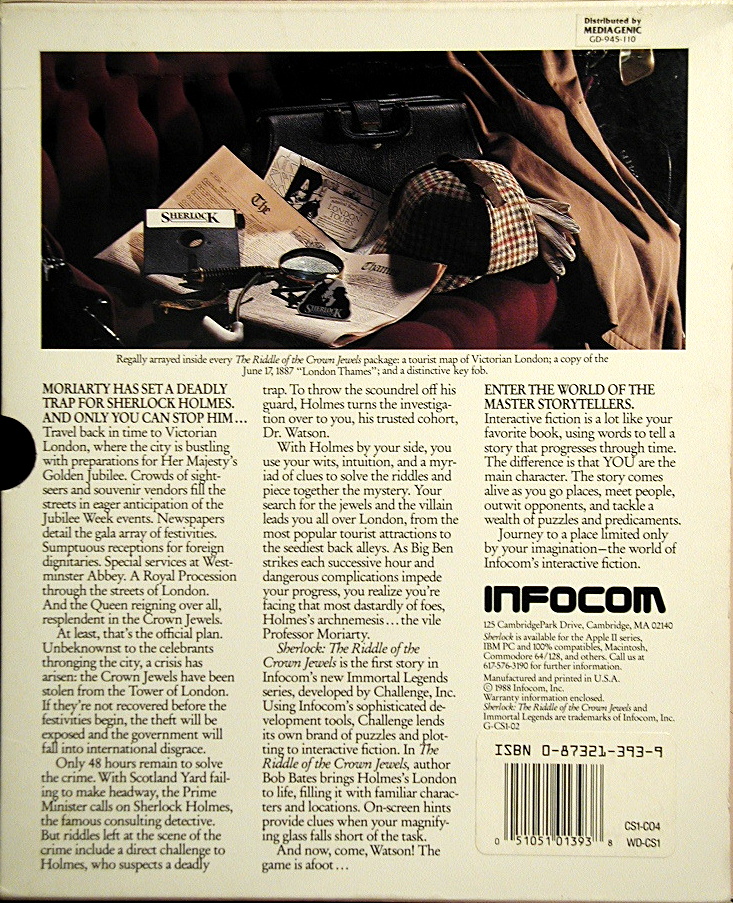 Distributed by
MEDIAGENIC
GD-945-110
The
LONDON
TOURS
SHERLOCK
Thames
SHERLOCK
Regally arrayed inside every The Riddle of the Crown Jewels package: a tourist map of Victorian London; a copy of the
June 17, 1887 “London Thames”; and a distinctive key fob.
MORIARTY HAS SET A DEADLY
TRAP FOR SHERLOCK HOLMES.
AND ONLY YOU CAN STOP HIM...
Travel back in time to Victorian
London, where the city is bustling
with preparations for Her Majesty's
Golden Jubilee. Crowds of sight-
seers and souvenir vendors fill the
streets in eager anticipation of the
Jubilee Week events. Newspapers
detail the gala array of festivities.
Sumptuous receptions for foreign
dignitaries. Special services at West-
minster Abbey. A Royal Procession
through the streets of London.
And the Queen reigning over all,
resplendent in the Crown Jewels.
At least, that's the official plan.
Unbeknownst to the celebrants
thronging the city, a crisis has
arisen: the Crown Jewels have been
stolen from the Tower of London.
If they're not recovered before the
festivities begin, the theft will be
exposed and the government will
fall into international disgrace.
Only 48 hours remain to solve
the crime. With Scotland Yard fail-
ing to make headway, the Prime
Minister calls on Sherlock Holmes,
the famous consulting detective.
But riddles left at the scene of the
crime include a direct challenge to
Holmes, who suspects a deadly
trap. To throw the scoundrel off his
guard, Holmes turns the investiga-
tion over to you, his trusted cohort,
Dr. Watson.
With Holmes by your side, you
use your wits, intuition, and a myr-
iad of clues to solve the riddles and
piece together the mystery. Your
search for the jewels and the villain
leads you all over London, from the
most popular tourist attractions to
the seediest back alleys. As Big Ben
strikes each successive hour and
dangerous complications impede
your progress, you realize you're
facing that most dastardly of foes,
Holmes's archnemesis...the vile
Professor Moriarty.
Sherlock: The Riddle of the
Crown Jewels is the first story in
Infocom's new Immortal Legends
series, developed by Challenge, Inc.
Using Infocom's sophisticated de-
velopment tools, Challenge lends
its own brand of puzzles and plot-
ting to interactive fiction. In The
Riddle of the Crown Jewels, author
Bob Bates brings Holmes's London
to life, filling it with familiar charac-
ters and locations. On-screen hints
provide clues when your magnify-
ing glass falls short of the task.
And now, come, Watson! The
game is afoot...
ENTER THE WORLD OF THE
MASTER STORYTELLERS.
Interactive fiction is a lot like your
favorite book, using words to tell a
story that progresses through time.
The difference is that YOU are the
main character. The story comes
alive as you go places, meet people,
outwit opponents, and tackle a
wealth of puzzles and predicaments.
Journey to a place limited only
by your imagination—the world of
Infocom's interactive fiction.
INFOCOM
125 CambridgePark Drive, Cambridge, MA 02140
Sherlock is available for the Apple II series,
IBM PC and 100% compatibles, Macintosh,
Commodore 64/128, and others. Call us at
617-576-3190 for further information.
Manufactured and printed in U.S.A.
© 1988 Infocom, Inc.
Warranty information enclosed.
Sherlock: The Riddle of the Crown Jewels and
Immortal Legends are trademarks of Infocom, Inc.
G-CS1-02
ISBN 0-87321-393-9
CS1-C04
WD-CS1
0 51051 01393 8